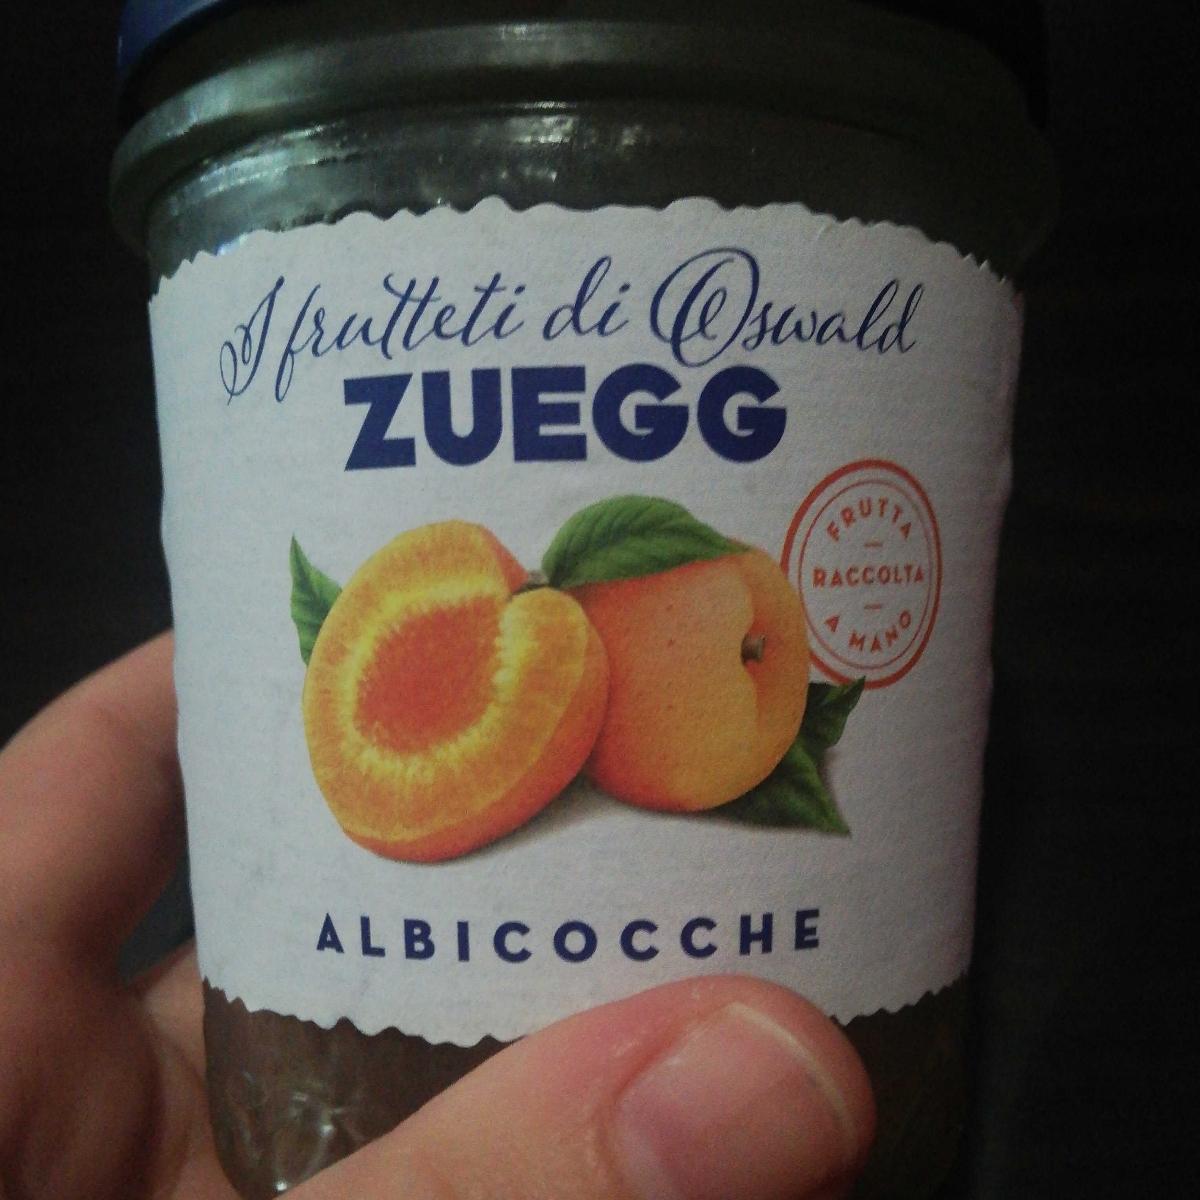 I frutteti di Oswald
ZUEGG
FRUTTA
RACCOLTA
A MANO
ALBICOCCHE